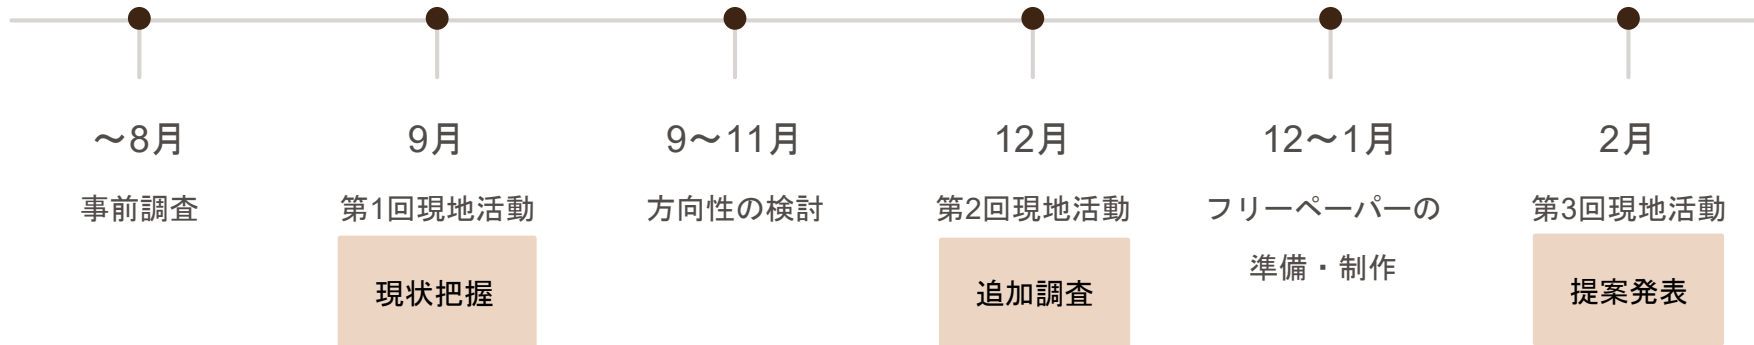 ～8月
事前調査
9月
第1回現地活動
現状把握
9～11月
方向性の検討
12月
第2回現地活動
追加調査
12～1月
フリーペーパーの
準備・制作
2月
第3回現地活動
提案発表